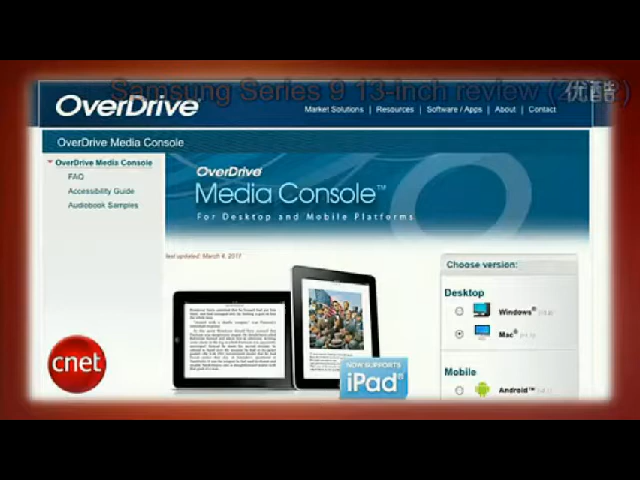 Samsung Series 9 13-inch review
优酷
OverDrive
Market Solutions | Resources | Software / Apps | About | Contact
OverDrive Media Console
OverDrive Media Console
FAQ
Accessibility Guide
Audiobook Samples
OverDrive
Media Console™
For Desktop and Mobile Platforms
last updated: March
Choose version:
Desktop
Windows®
Mac®
Mobile
Android™
NOW SUPPORTS
iPad®
cnet